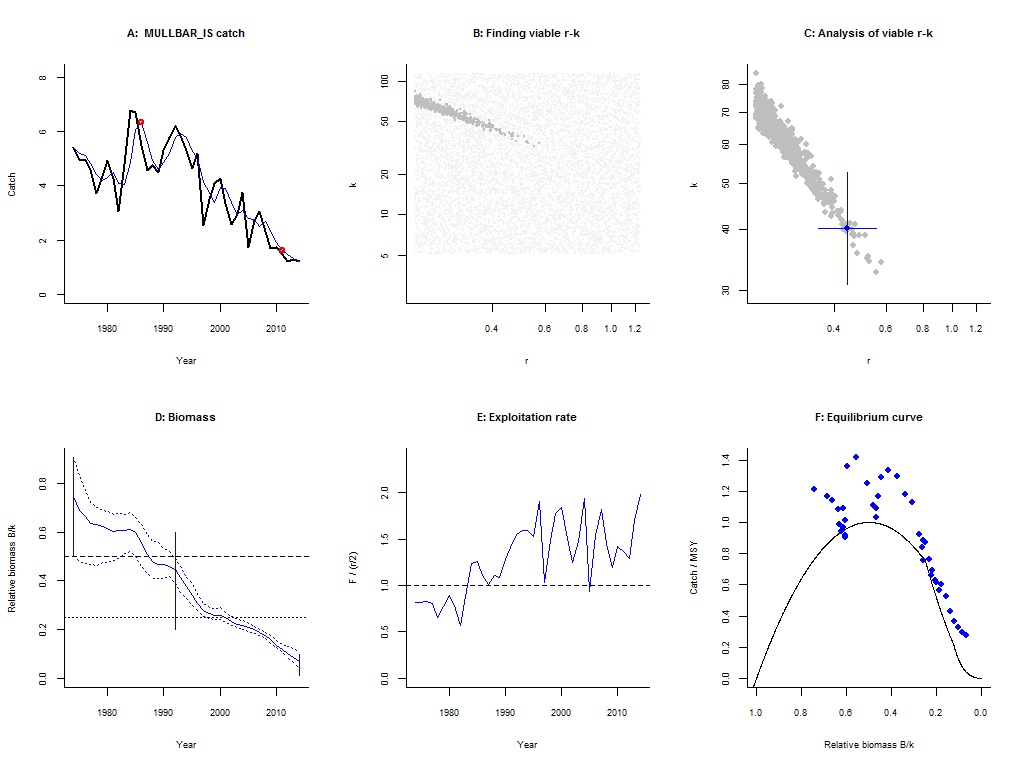 A: MULLBAR_IS catch
Catch
8
6
4
2
0
1980 1990 2000 2010
Year
B: Finding viable r-k
k
100
50
20
10
5
0.4 0.6 0.8 1.0 1.2
r
C: Analysis of viable r-k
k
80
70
60
50
40
30
0.4 0.6 0.8 1.0 1.2
r
D: Biomass
Relative biomass B/k
0.8
0.6
0.4
0.2
0.0
1980 1990 2000 2010
Year
E: Exploitation rate
F / (r/2)
2.0
1.5
1.0
0.5
0.0
1980 1990 2000 2010
Year
F: Equilibrium curve
Catch / MSY
1.4
1.2
1.0
0.8
0.6
0.4
0.2
0.0
1.0 0.8 0.6 0.4 0.2 0.0
Relative biomass B/k